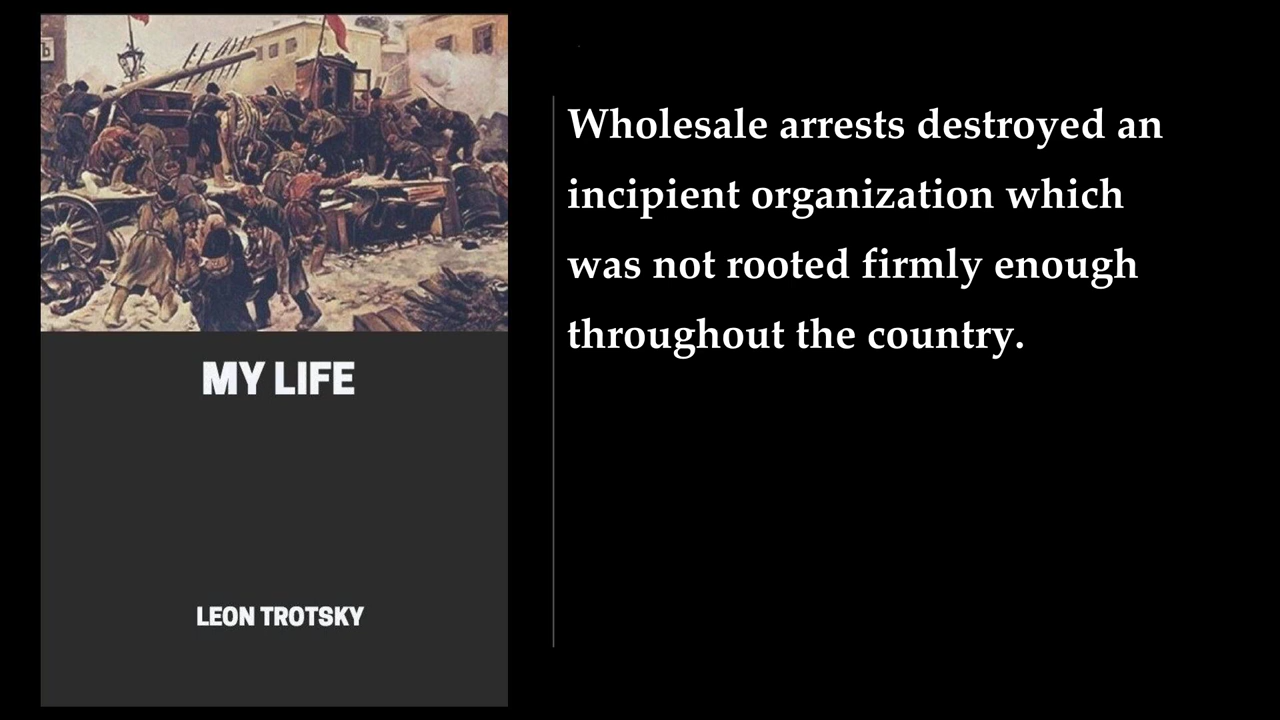 Ъ
MY LIFE
LEON TROTSKY
Wholesale arrests destroyed an
incipient organization which
was not rooted firmly enough
throughout the country.